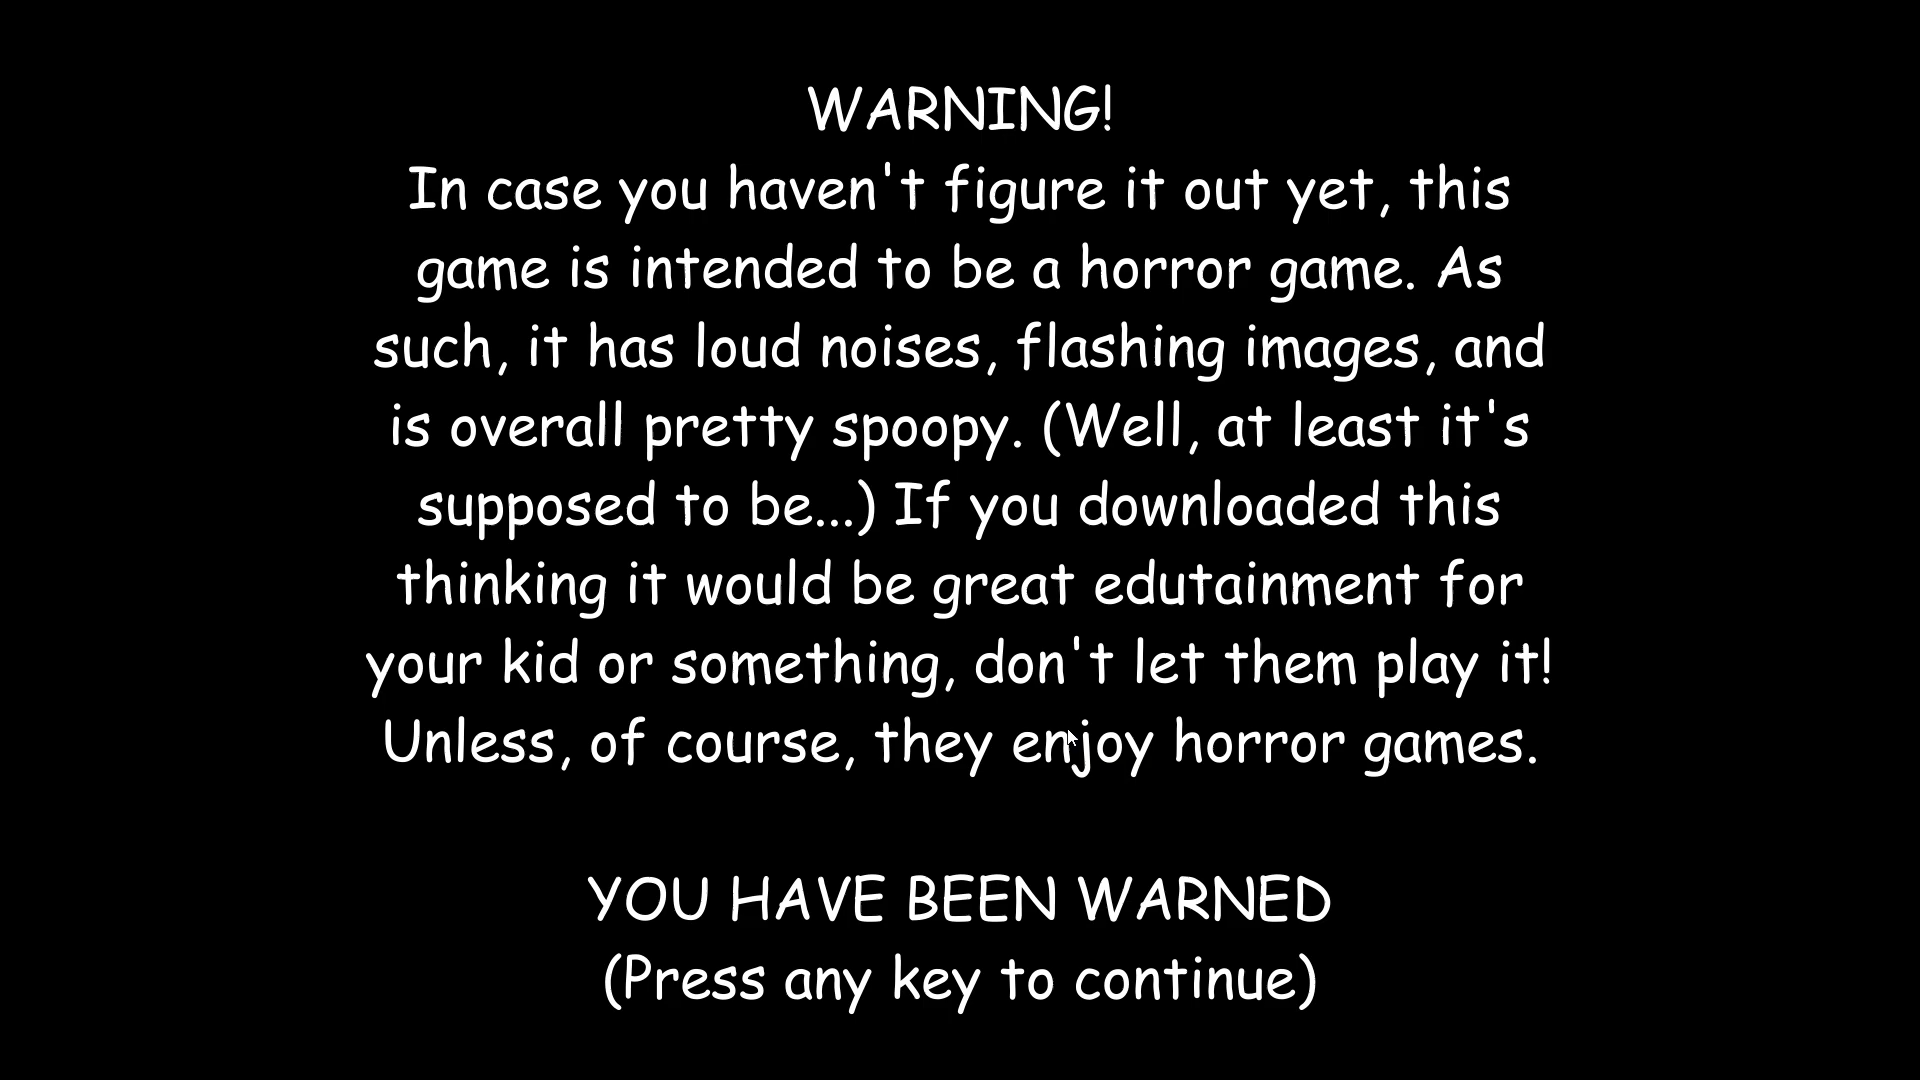 WARNING!
In case you haven't figure it out yet, this
game is intended to be a horror game. As
such, it has loud noises, flashing images, and
is overall pretty spoopy. (Well, at least it's
supposed to be...) If you downloaded this
thinking it would be great edutainment for
your kid or something, don't let them play it!
Unless, of course, they enjoy horror games.
YOU HAVE BEEN WARNED
(Press any key to continue)